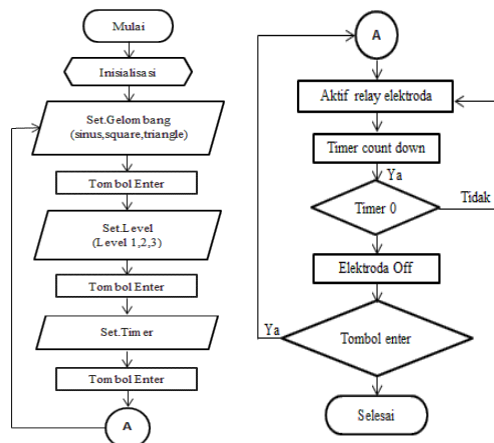 Mulai
Inisialisasi
Set.Gelombang
(sinus,square,triangle)
Tombol Enter
Set.Level
(Level 1,2,3)
Tombol Enter
Set.Timer
Tombol Enter
A
A
Aktif relay elektroda
Timer count down
Ya
Timer 0
Tidak
Elektroda Off
Ya
Tombol enter
Selesai